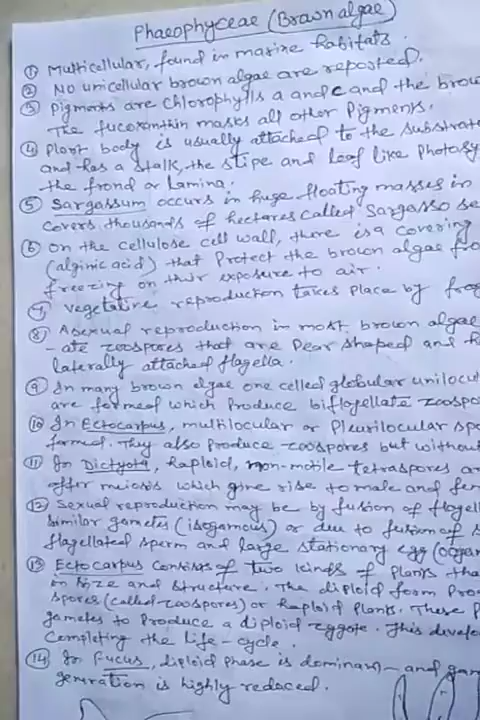 Phaeophyceae (Brown algae)
① Multicellular, found in marine habitats.
② No unicellular brown algae are reported.
③ Pigments are chlorophylls a and c and the brow
The fucoxanthin masks all other Pigments.
④ Plant body is usually attached to the substrat
and has a stalk, the stipe and leaf like Photosy
the frond or lamina.
⑤ Sargassum occurs in huge floating masses in
covers thousands of hectares called Sargasso se
⑥ On the cellulose cell wall, there is a covering
(alginic acid) that Protect the brown algae fro
freezing on their exposure to air.
⑦ vegetative reproduction takes place by frag
⑧ Asexual reproduction in most brown algae
-ate zoospores that are Pear shaped and h
laterally attached flagella.
⑨ In many brown algae one celled globular unilocul
are formed which Produce biflagellate zoospo
⑩ In Ectocarpus, multilocular or Pleurilocular spo
formed. They also produce zoospores but without
⑪ In Dictyota, haploid, non-motile tetraspores ar
after meiosis which give rise to male and fem
⑫ Sexual reproduction may be by fusion of flagell
similar gametes (isogamous) or due to fusion of s
flagellated sperm and large stationary egg (oogam
⑬ Ectocarpus consists of two kinds of Plants tha
in size and structure. The diploid form Pro
spores (called zoospores) or haploid Plants. These P
gametes to Produce a diploid zygote. This develo
Completing the life-cycle.
⑭ In Fucus, diploid phase is dominant and gam
generation is highly reduced.